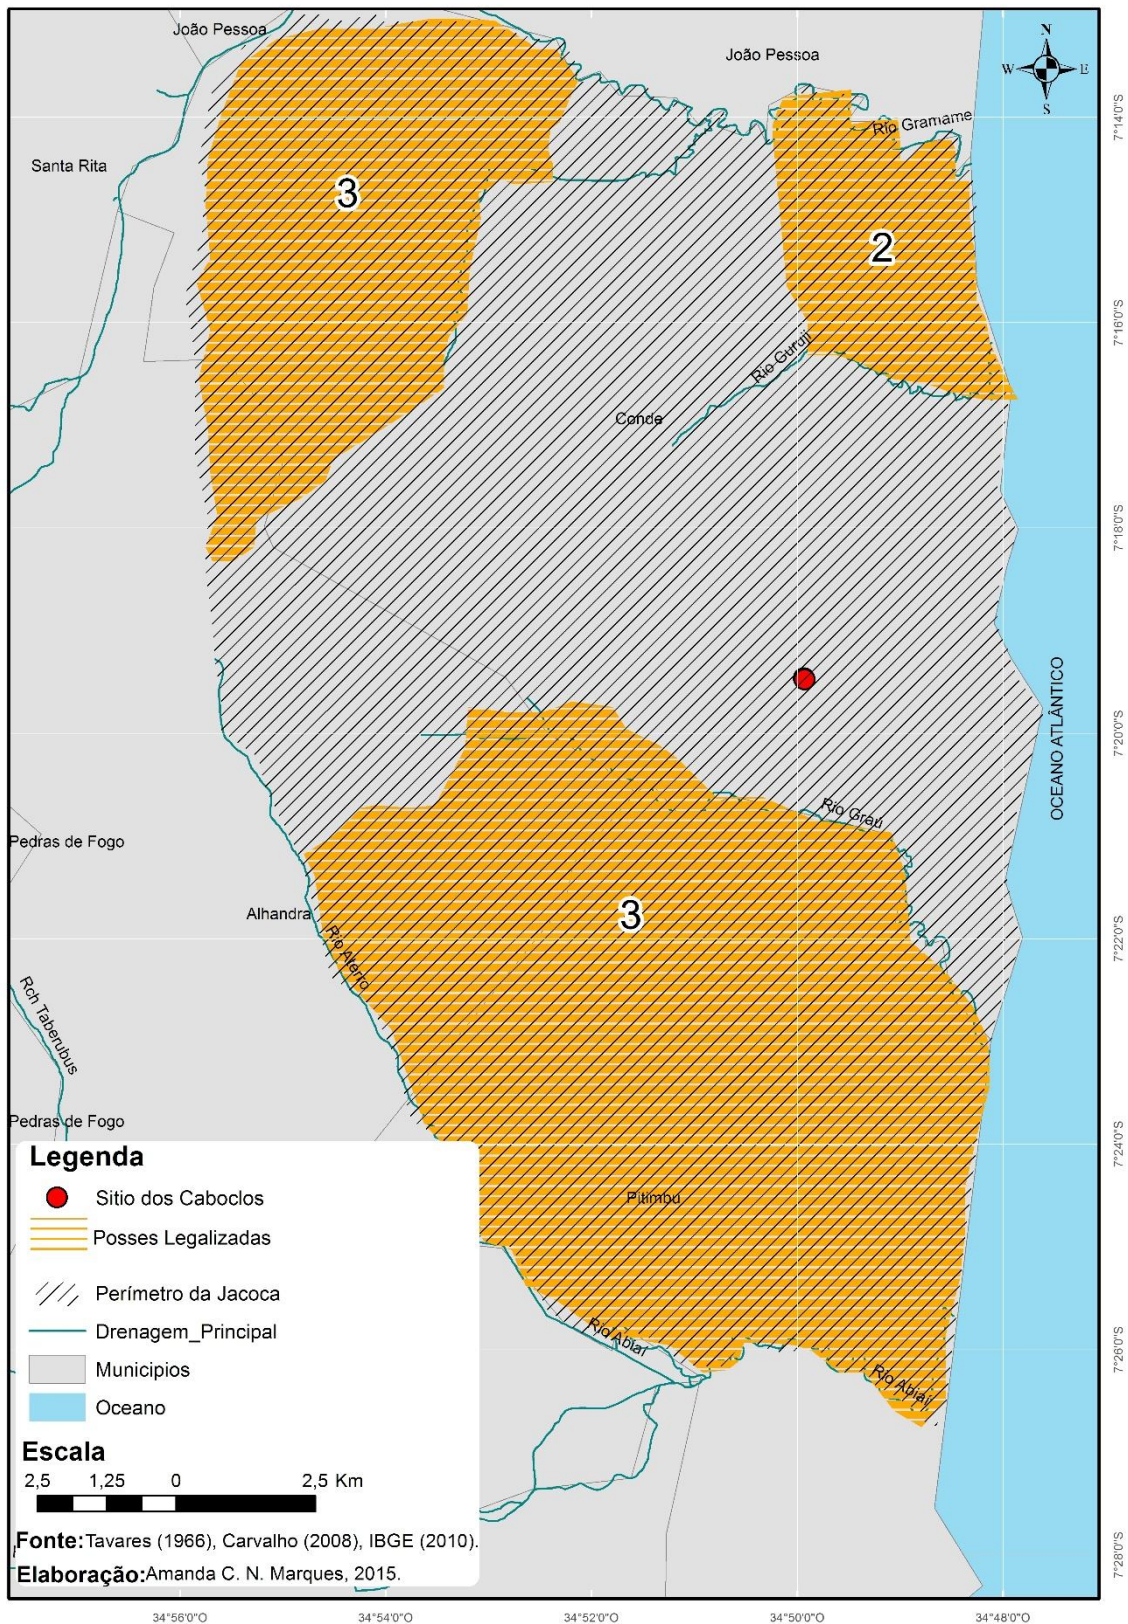 João Pessoa
João Pessoa
N
W
E
S
Rio Gramame
7°14'0"S
Santa Rita
3
2
7°16'0"S
Rio Guruji
Conde
7°18'0"S
OCEANO ATLÂNTICO
7°20'0"S
Rio Graú
Pedras de Fogo
3
Alhandra
7°22'0"S
Rio Aterro
Rch Taberubus
Pedras de Fogo
7°24'0"S
Legenda
Sitio dos Caboclos
Posses Legalizadas
Perímetro da Jacoca
Drenagem_Principal
Municipios
Oceano
Pitimbu
Rio Abiaí
7°26'0"S
Rio Abiaí
Escala
2,5 1,25 0 2,5 Km
Fonte: Tavares (1966), Carvalho (2008), IBGE (2010).
Elaboração: Amanda C. N. Marques, 2015.
7°28'0"S
34°56'0"O 34°54'0"O 34°52'0"O 34°50'0"O 34°48'0"O